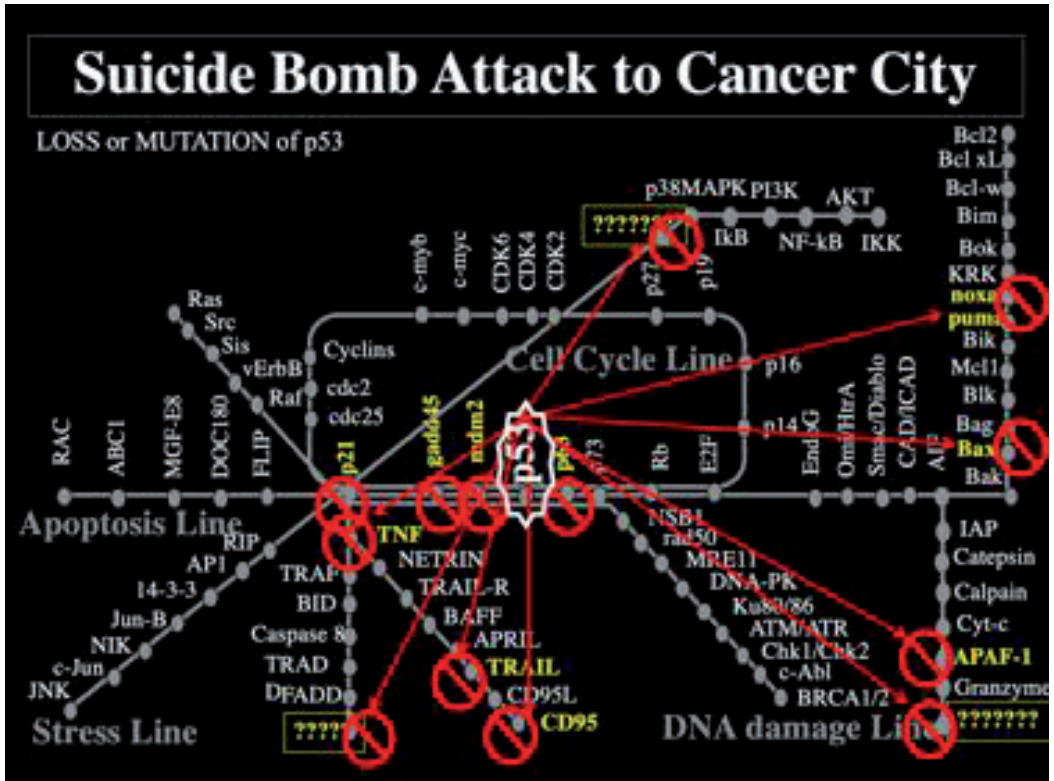 Suicide Bomb Attack to Cancer City
LOSS or MUTATION of p53
Bcl2
Bcl xL
Bcl-w
Bim
Bok
KRK
noxa
puma
Bik
Mcl1
Blk
Bag
Bax
Bak
p38MAPK
PI3K
AKT
???????
IkB
NF-kB
IKK
c-myb
c-myc
CDK6
CDK4
CDK2
p27
p19
Ras
Src
Sis
vErbB
Raf
Cyclins
cdc2
cdc25
Cell Cycle Line
p16
p14
RAC
ABC1
MGF-E8
DOC180
FLIP
p21
gadd45
mdm2
p53
p73
Rb
E2F
EndoG
Omi/HtrA
Smac/Diablo
CAD/ICAD
AIF
Apoptosis Line
RIP
AP1
14-3-3
Jun-B
NIK
c-Jun
JNK
Stress Line
TNF
NETRIN
TRAIL-R
BAFF
APRIL
TRAIL
CD95L
CD95
TRAF
BID
Caspase 8
TRAD
DFADD
?????
NSB1
rad50
MRE11
DNA-PK
Ku80/86
ATM/ATR
Chk1/Chk2
c-Abl
BRCA1/2
DNA damage Line
IAP
Catepsin
Calpain
Cyt-c
APAF-1
Granzyme
???????